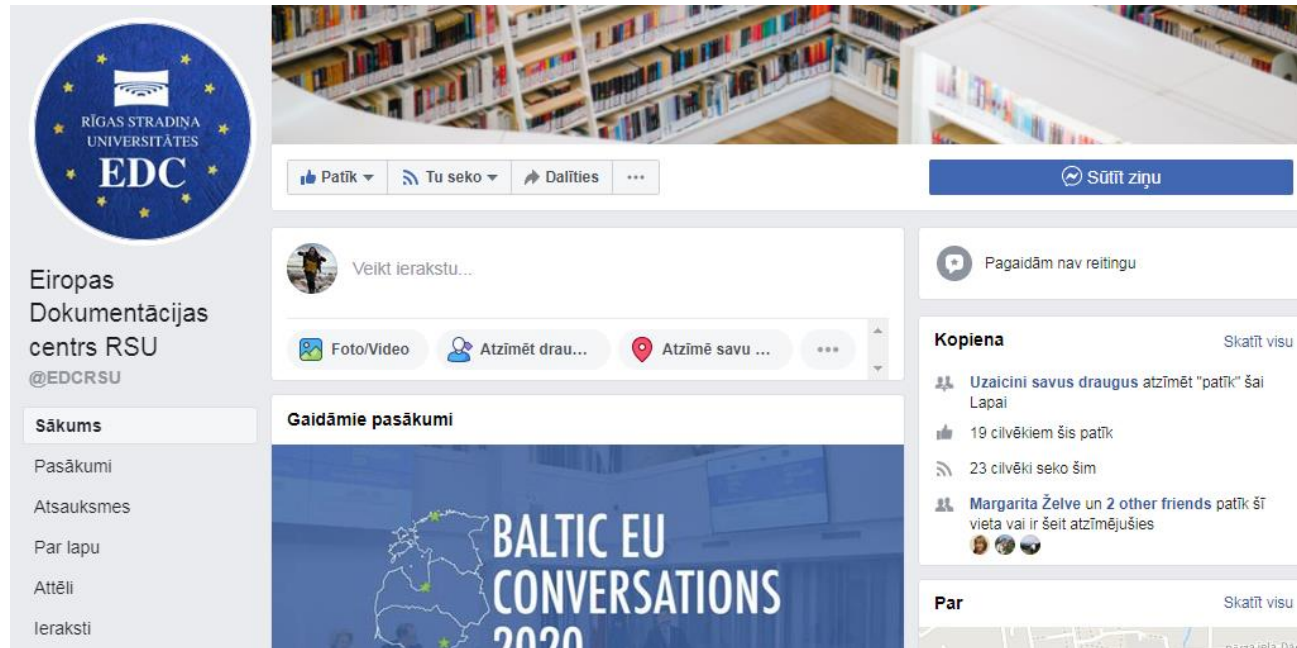 RĪGAS STRADIŅA
UNIVERSITĀTES
EDC
Eiropas
Dokumentācijas
centrs RSU
@EDCRSU
Sākums
Pasākumi
Atsauksmes
Par lapu
Attēli
Ieraksti
Patīk
Tu seko
Dalīties
Sūtīt ziņu
Veikt ierakstu...
Foto/Video
Atzīmēt drau...
Atzīmē savu ...
Gaidāmie pasākumi
BALTIC EU
CONVERSATIONS
2020
Pagaidām nav reitingu
Kopiena
Skatīt visu
Uzaicini savus draugus atzīmēt "patīk" šai
Lapai
19 cilvēkiem šis patīk
23 cilvēki seko šim
Margarita Želve un 2 other friends patīk šī
vieta vai ir šeit atzīmējušies
Par
Skatīt visu